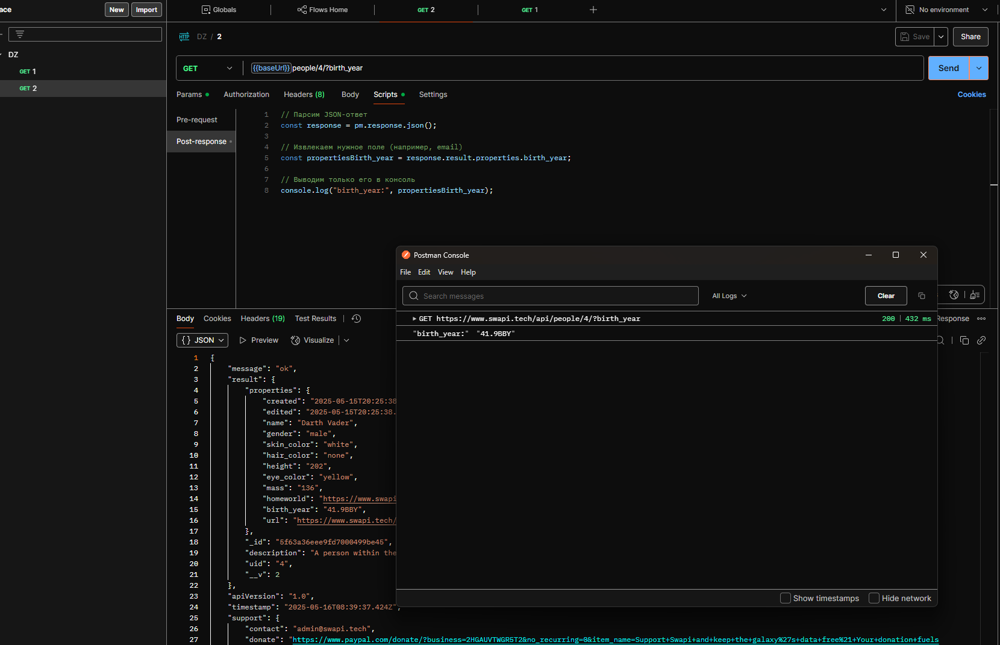 ace
New
Import
Globals
Flows Home
GET 2
GET 1
No environment
DZ
GET 1
GET 2
HTTP
DZ / 2
Save
Share
GET
{{baseUrl}}people/4/?birth_year
Send
Params
Authorization
Headers (8)
Body
Scripts
Settings
Cookies
Pre-request
Post-response
1 // Парсим JSON-ответ
2 const response = pm.response.json();
3
4 // Извлекаем нужное поле (например, email)
5 const propertiesBirth_year = response.result.properties.birth_year;
6
7 // Выводим только его в консоль
8 console.log("birth_year:", propertiesBirth_year);
Postman Console
File Edit View Help
Search messages
All Logs
Clear
GET https://www.swapi.tech/api/people/4/?birth_year
200 | 432 ms
"birth_year:" "41.9BBY"
Show timestamps
Hide network
Body
Cookies
Headers (19)
Test Results
Response
{} JSON
Preview
Visualize
1 {
2 "message": "ok",
3 "result": {
4 "properties": {
5 "created": "2025-05-15T20:25:38
6 "edited": "2025-05-15T20:25:38.
7 "name": "Darth Vader",
8 "gender": "male",
9 "skin_color": "white",
10 "hair_color": "none",
11 "height": "202",
12 "eye_color": "yellow",
13 "mass": "136",
14 "homeworld": "https://www.swapi
15 "birth_year": "41.9BBY",
16 "url": "https://www.swapi.tech/
17 },
18 "_id": "5f63a36eee9fd7000499be45",
19 "description": "A person within the
20 "uid": "4",
21 "__v": 2
22 },
23 "apiVersion": "1.0",
24 "timestamp": "2025-05-16T08:39:37.424Z",
25 "support": {
26 "contact": "admin@swapi.tech",
27 "donate": "https://www.paypal.com/donate/?business=2HGAUVTWGR5T2&no_recurring=0&item_name=Support+Swapi+and+keep+the+galaxy%27s+data+free%21+Your+donation+fuels